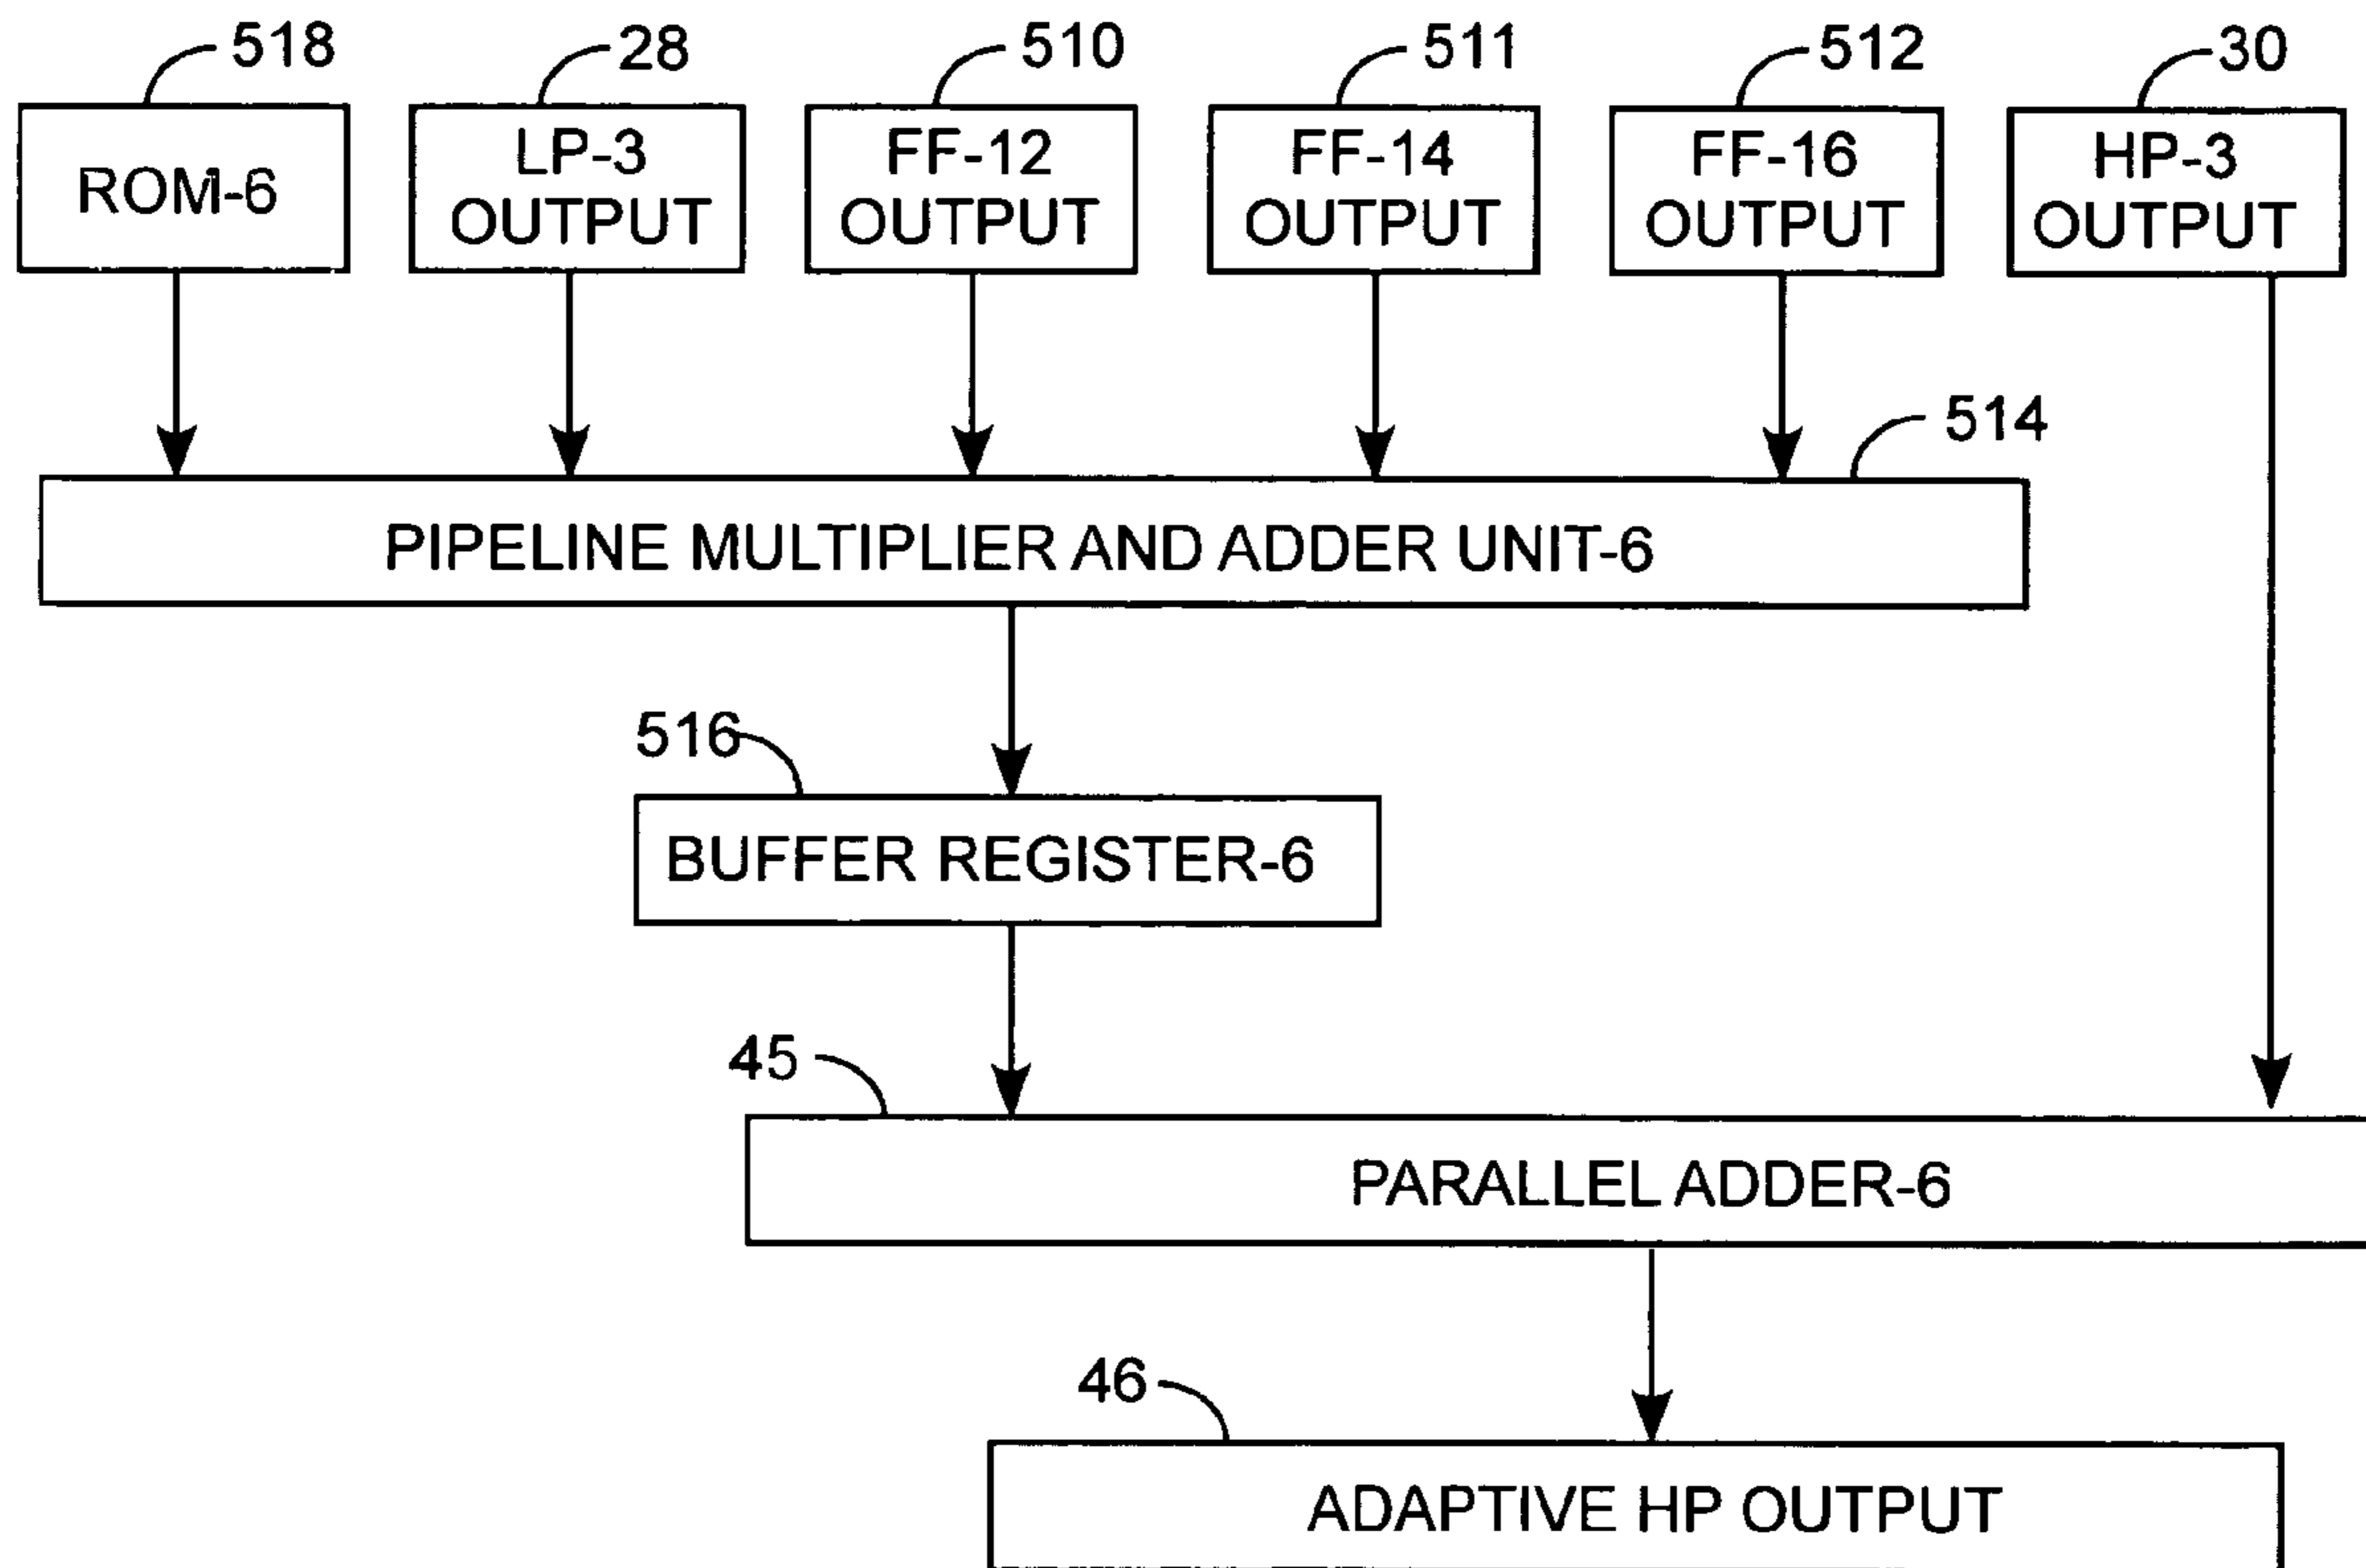 518
28
510
511
512
30
ROM-6
LP-3
OUTPUT
FF-12
OUTPUT
FF-14
OUTPUT
FF-16
OUTPUT
HP-3
OUTPUT
514
PIPELINE MULTIPLIER AND ADDER UNIT-6
516
BUFFER REGISTER-6
45
PARALLEL ADDER-6
46
ADAPTIVE HP OUTPUT